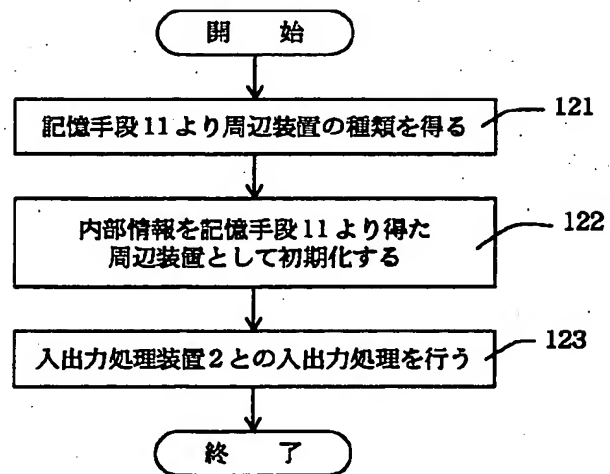 開 始
記憶手段11より周辺装置の種類を得る
121
内部情報を記憶手段11より得た
周辺装置として初期化する
122
入出力処理装置2との入出力処理を行う
123
終 了